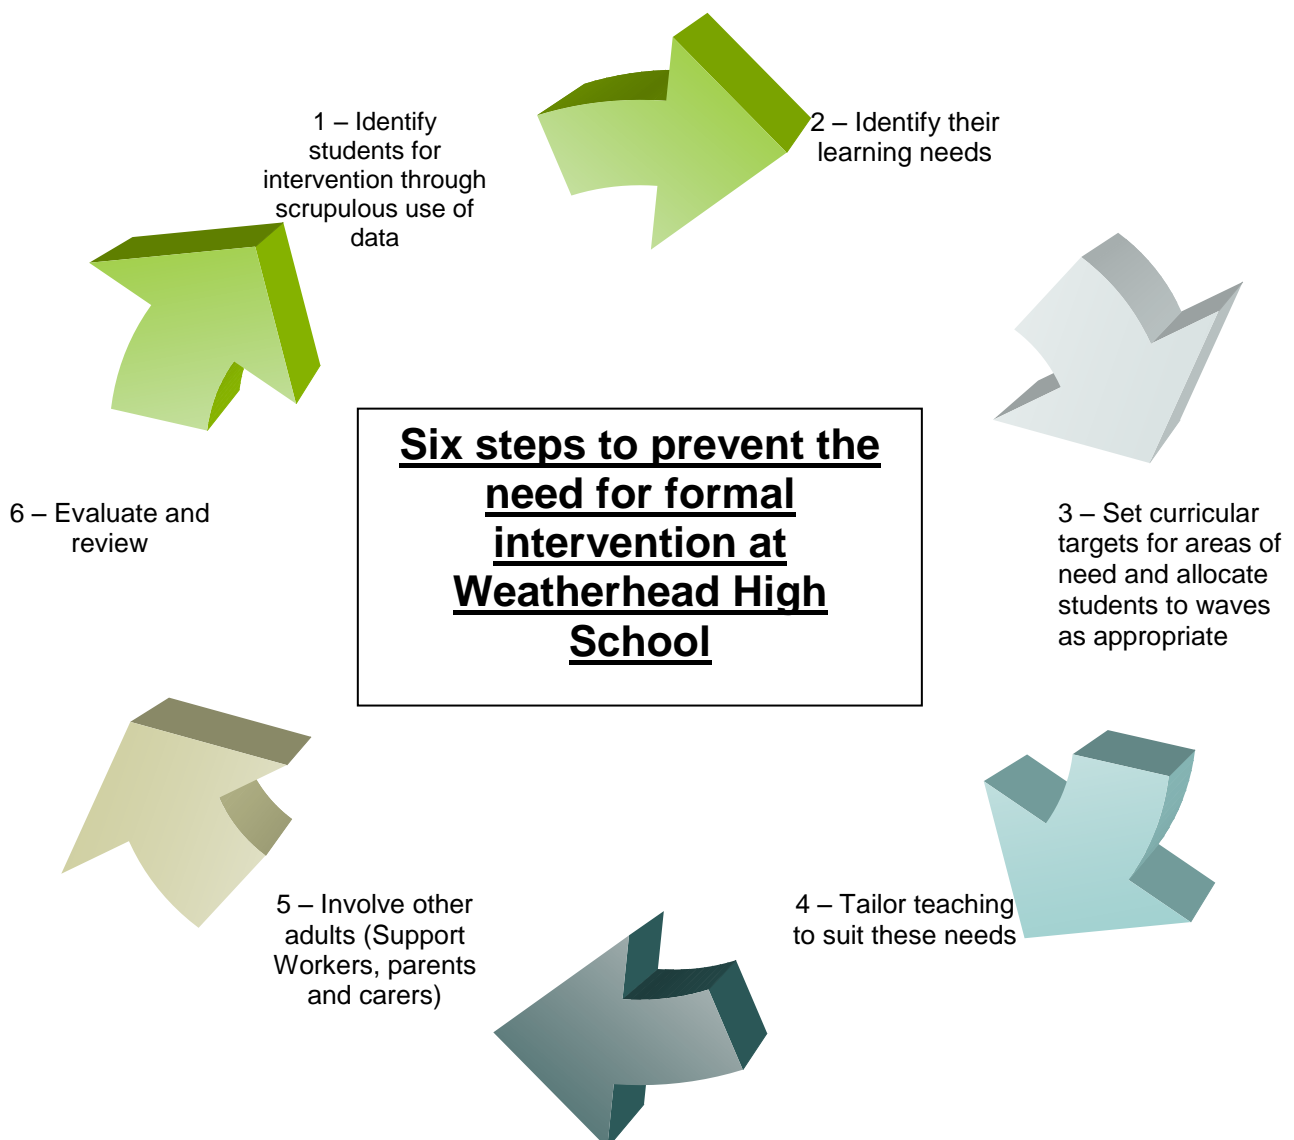 1 – Identify
students for
intervention through
scrupulous use of
data
2 – Identify their
learning needs
3 – Set curricular
targets for areas of
need and allocate
students to waves
as appropriate
4 – Tailor teaching
to suit these needs
5 – Involve other
adults (Support
Workers, parents
and carers)
6 – Evaluate and
review
Six steps to prevent the
need for formal
intervention at
Weatherhead High
School